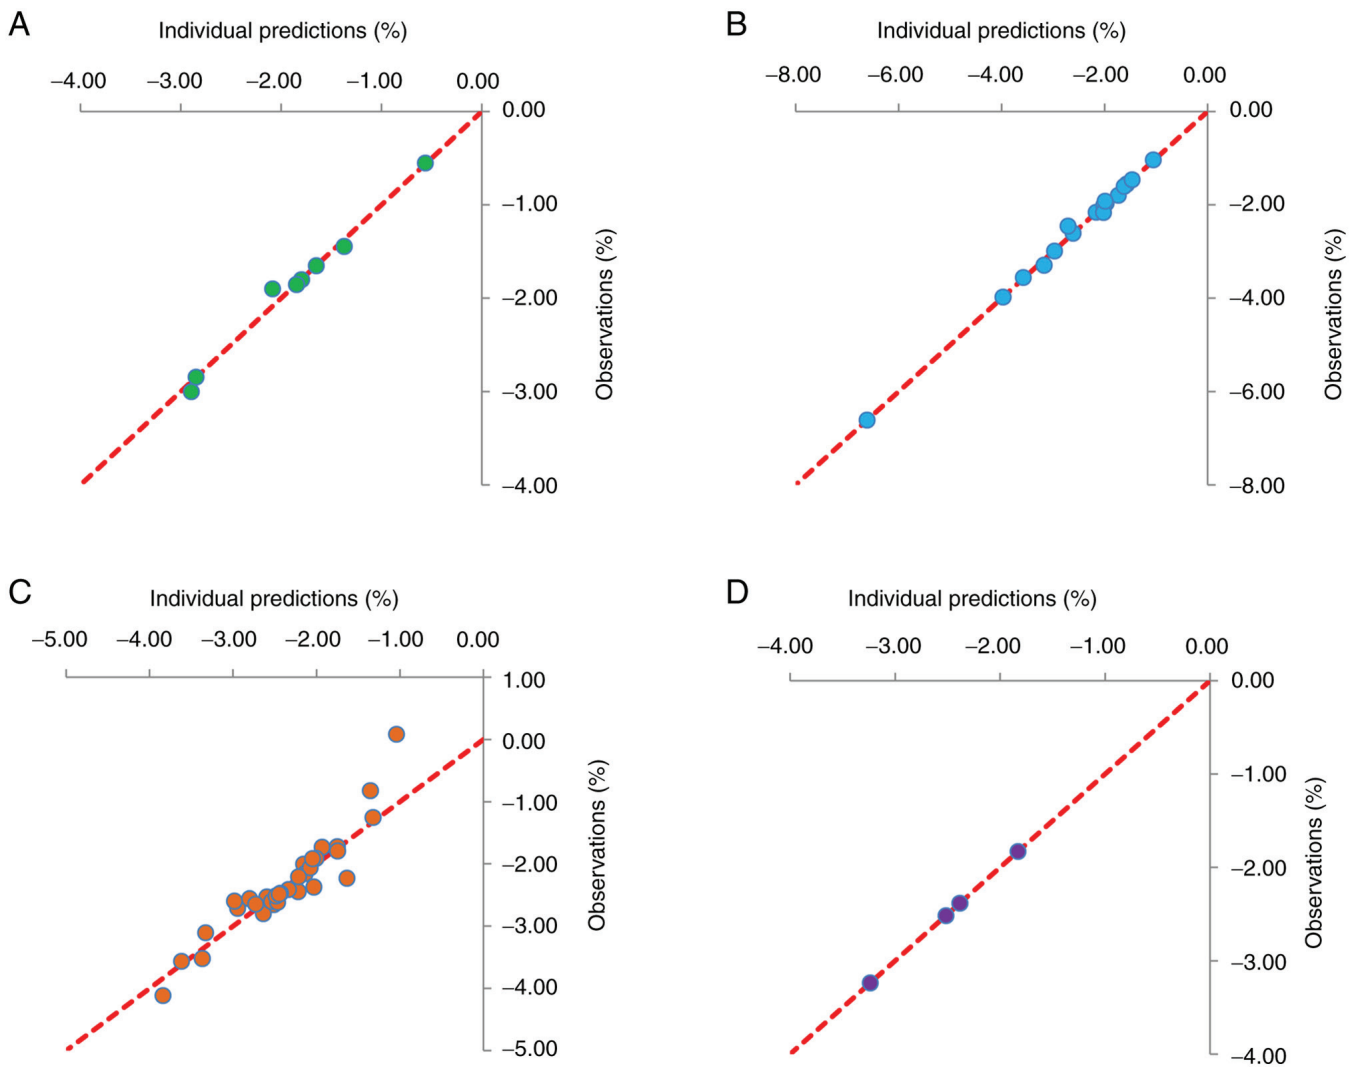 A
Individual predictions (%)
−4.00 −3.00 −2.00 −1.00 0.00
0.00
−1.00
−2.00
−3.00
−4.00
Observations (%)
B
Individual predictions (%)
−8.00 −6.00 −4.00 −2.00 0.00
0.00
−2.00
−4.00
−6.00
−8.00
Observations (%)
C
Individual predictions (%)
−5.00 −4.00 −3.00 −2.00 −1.00 0.00
1.00
0.00
−1.00
−2.00
−3.00
−4.00
−5.00
Observations (%)
D
Individual predictions (%)
−4.00 −3.00 −2.00 −1.00 0.00
0.00
−1.00
−2.00
−3.00
−4.00
Observations (%)